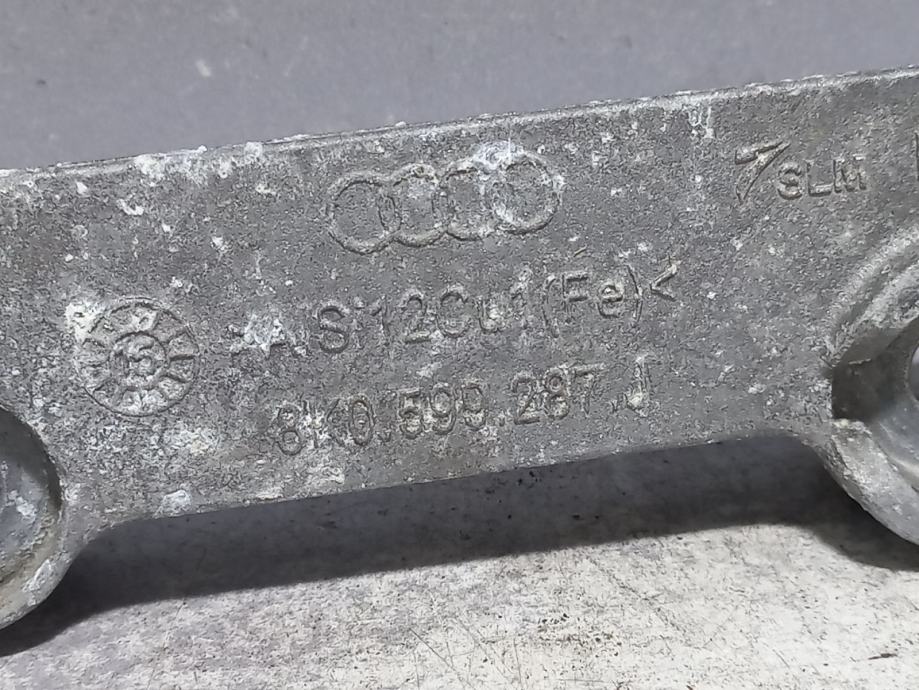 SLM
>AlSi12Cu1(Fe)<
15
8K0.599.287.J